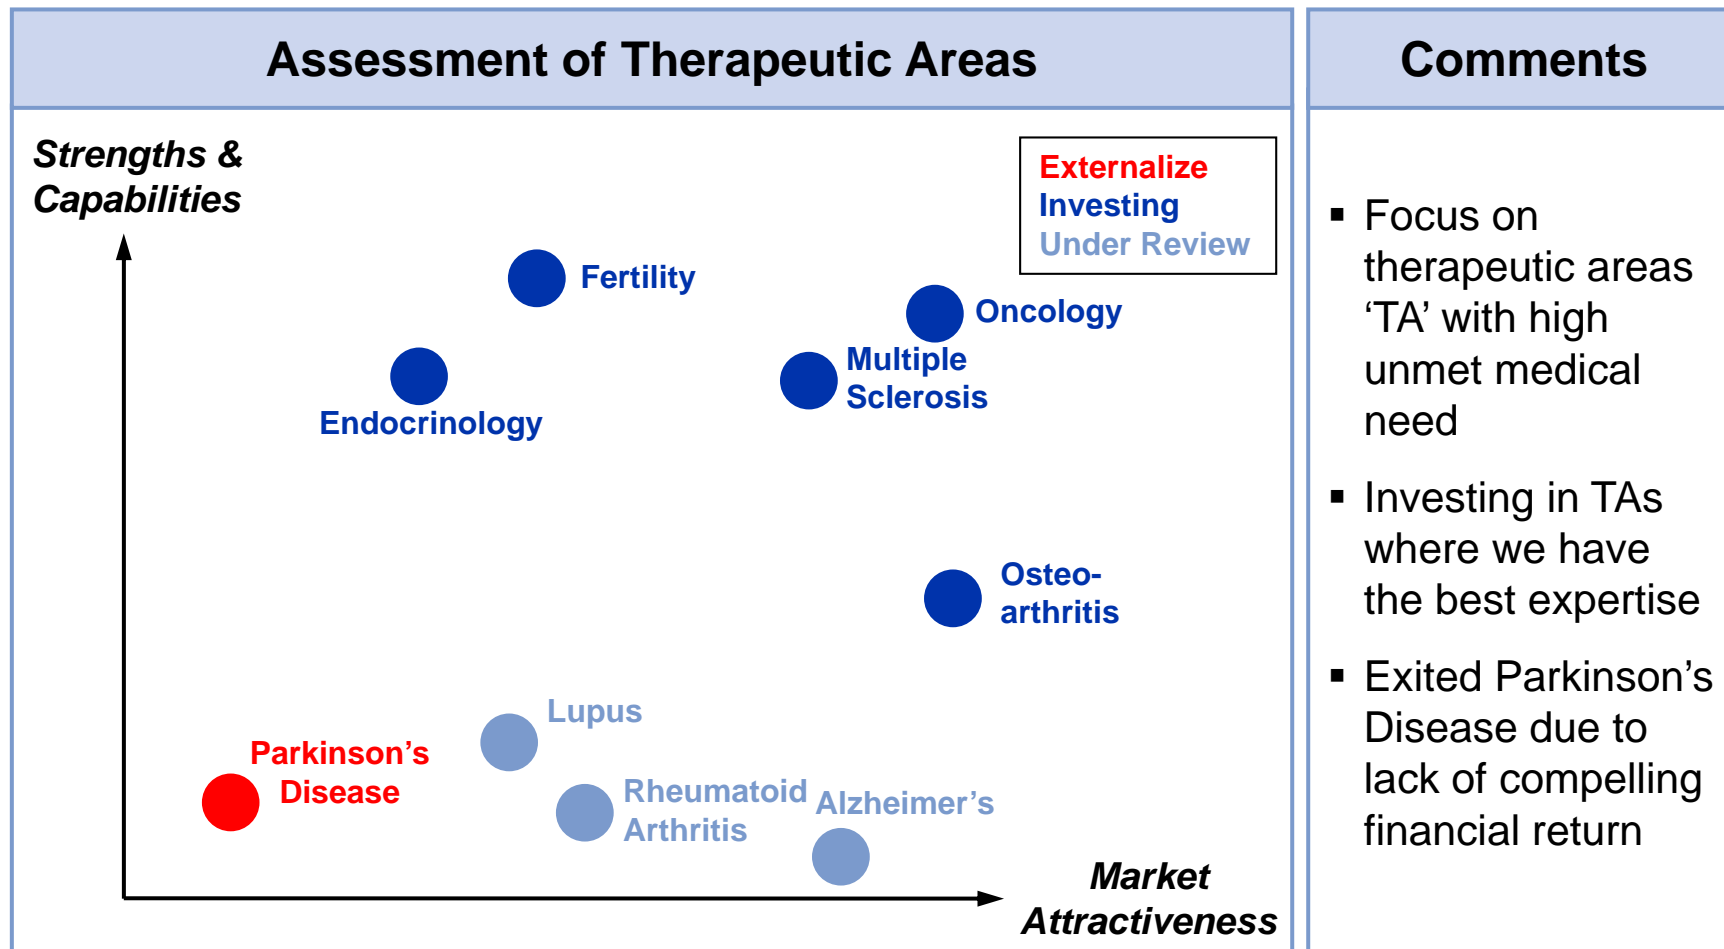 Assessment of Therapeutic Areas
Strengths &
Capabilities
Externalize
Investing
Under Review
Fertility
Oncology
Multiple
Sclerosis
Endocrinology
Osteo-
arthritis
Lupus
Parkinson’s
Disease
Rheumatoid
Arthritis
Alzheimer’s
Market
Attractiveness
Comments
▪ Focus on
therapeutic areas
‘TA’ with high
unmet medical
need
▪ Investing in TAs
where we have
the best expertise
▪ Exited Parkinson’s
Disease due to
lack of compelling
financial return